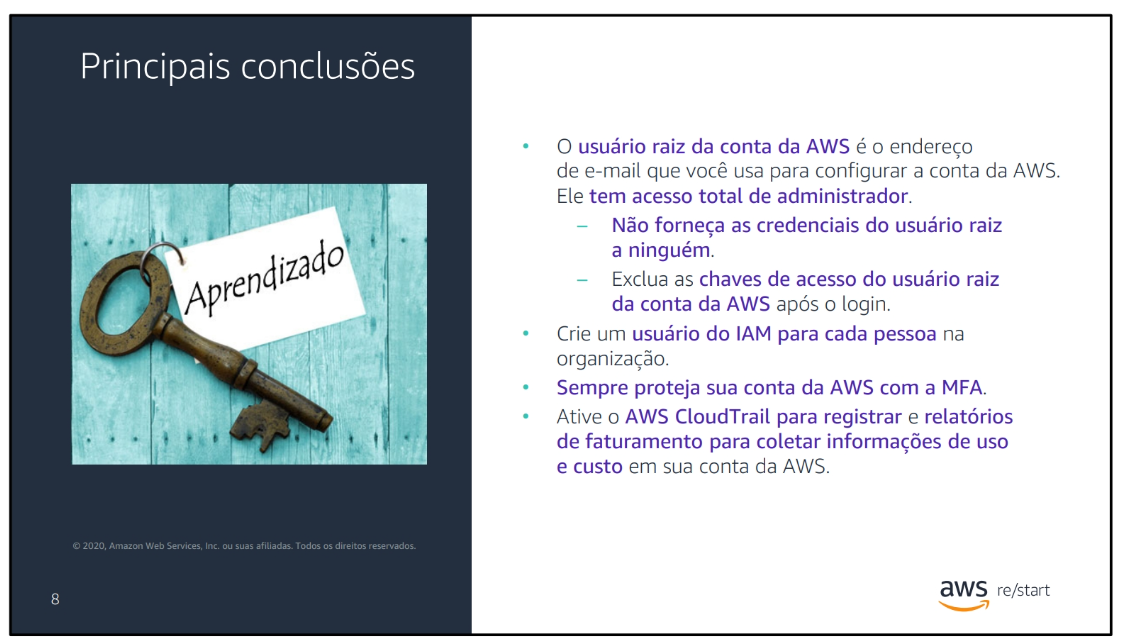 Principais conclusões
Aprendizado
© 2020, Amazon Web Services, Inc. ou suas afiliadas. Todos os direitos reservados.
8
• O usuário raiz da conta da AWS é o endereço
de e-mail que você usa para configurar a conta da AWS.
Ele tem acesso total de administrador.
– Não forneça as credenciais do usuário raiz
a ninguém.
– Exclua as chaves de acesso do usuário raiz
da conta da AWS após o login.
• Crie um usuário do IAM para cada pessoa na
organização.
• Sempre proteja sua conta da AWS com a MFA.
• Ative o AWS CloudTrail para registrar e relatórios
de faturamento para coletar informações de uso
e custo em sua conta da AWS.
aws re/start